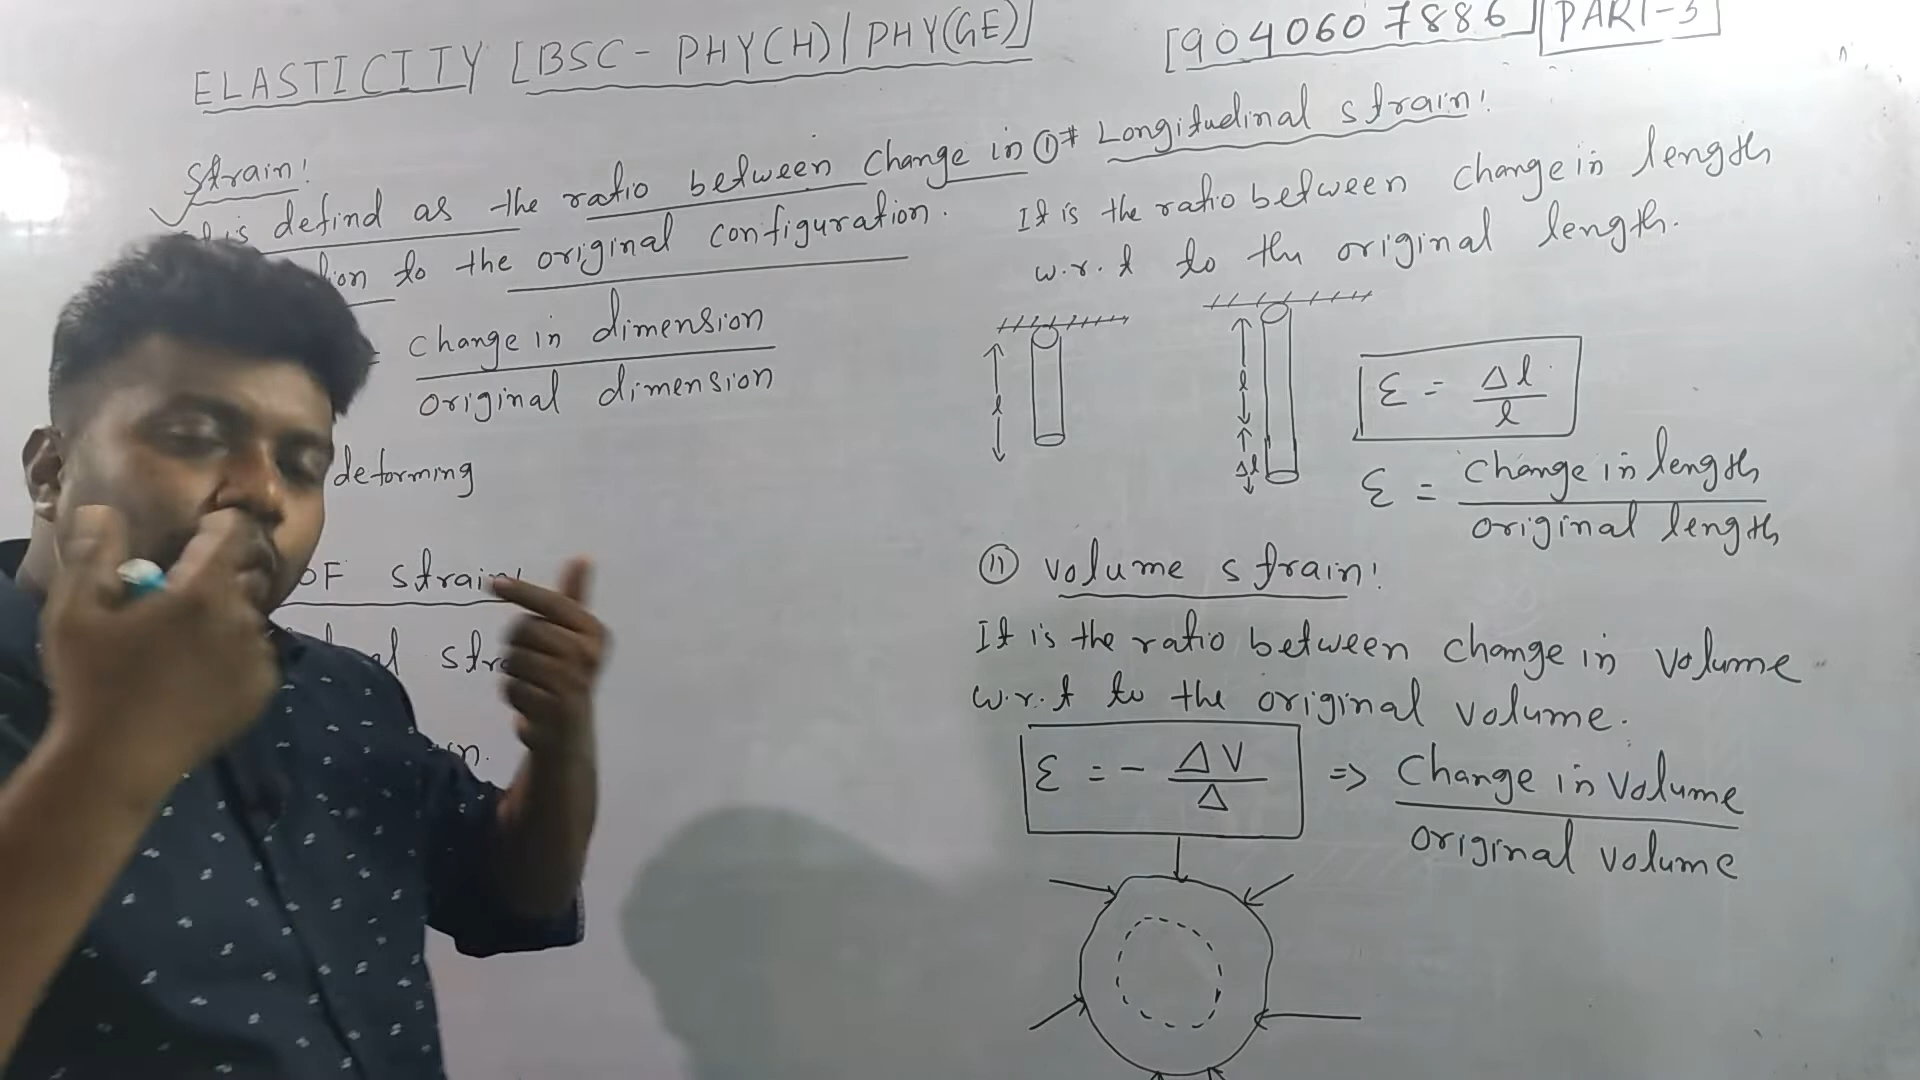 ELASTICITY [BSC - PHY(H) / PHY(GE)]
[9040607886] PART-3
Strain!
is defind as the ratio between change in
to the original configuration.
= change in dimension
original dimension
deforming
OF strain!
① # Longitudinal strain!
It is the ratio between change in length
w.r.t to the original length.
l
l
Δl
ε = Δl
l
ε = change in length
original length
⑪ volume strain!
It is the ratio between change in volume
w.r.t to the original volume.
ε = - ΔV
Δ
=> Change in volume
original volume